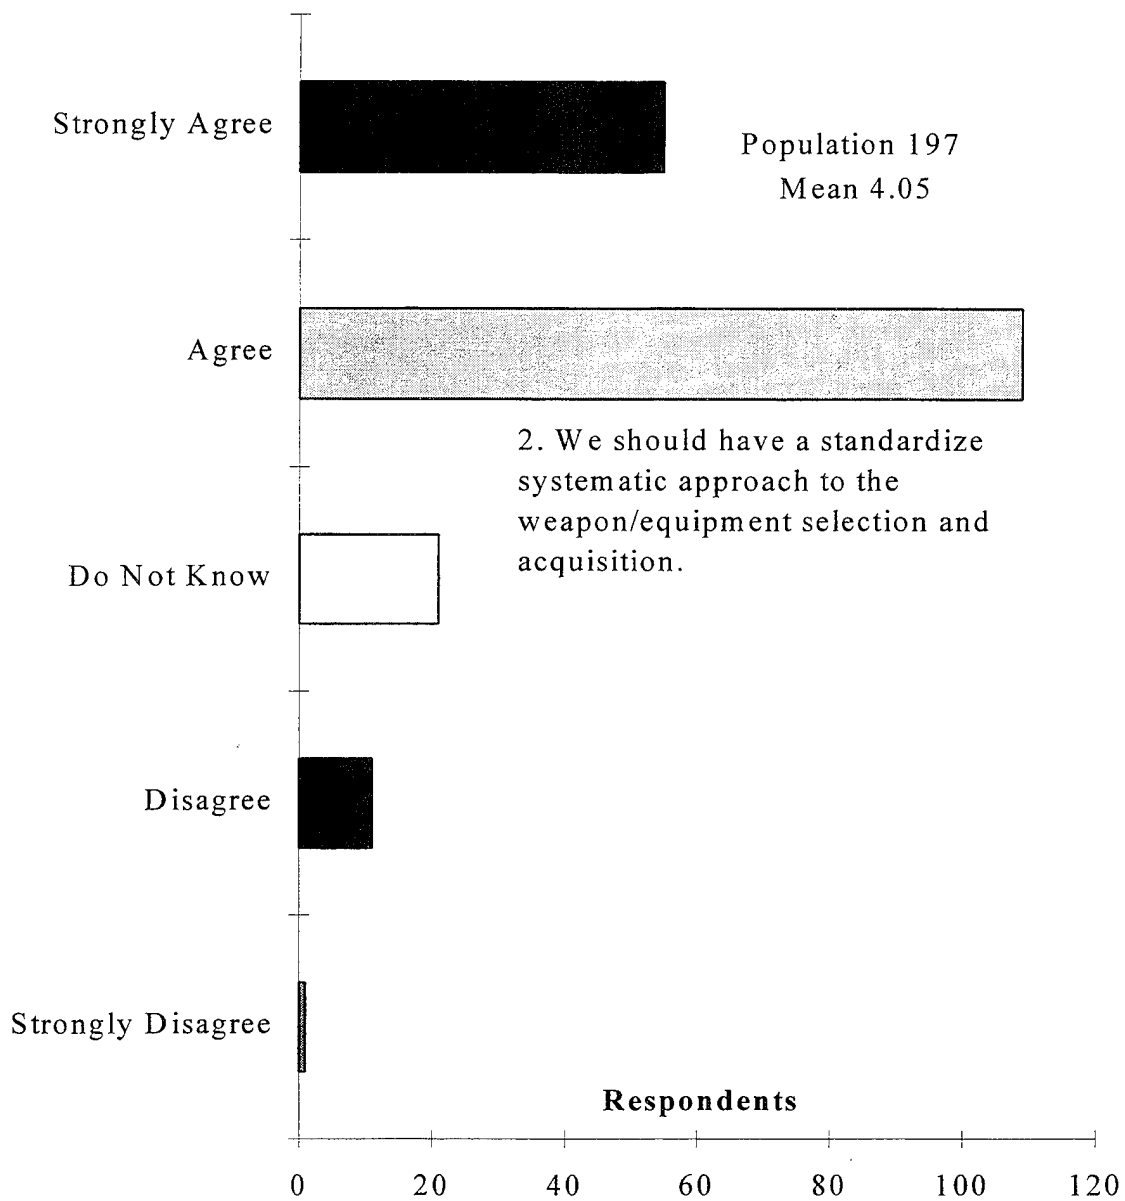 Strongly Agree
Population 197
Mean 4.05
Agree
2. We should have a standardize
systematic approach to the
weapon/equipment selection and
acquisition.
Do Not Know
Disagree
Strongly Disagree
Respondents
0 20 40 60 80 100 120